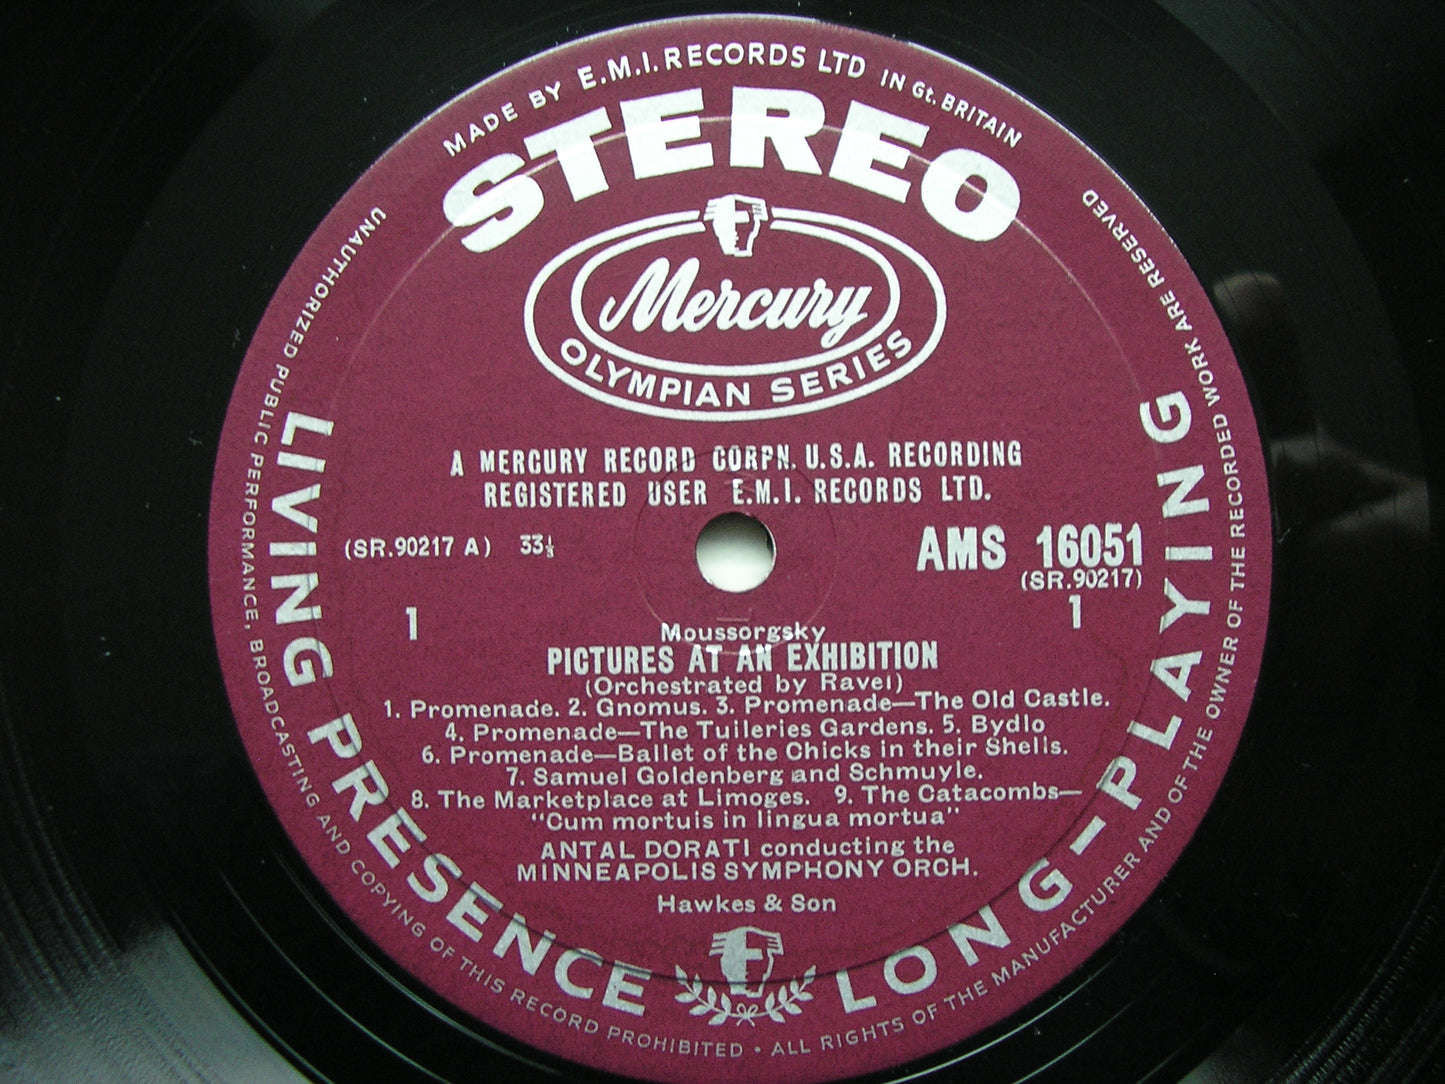 MADE BY E.M.I. RECORDS LTD IN Gt. BRITAIN
STEREO
Mercury
OLYMPIAN SERIES
A MERCURY RECORD CORPN. U.S.A. RECORDING
REGISTERED USER E.M.I. RECORDS LTD.
(SR.90217 A) 33⅓
AMS 16051
(SR.90217)
1
1
Moussorgsky
PICTURES AT AN EXHIBITION
(Orchestrated by Ravel)
1. Promenade. 2. Gnomus. 3. Promenade—The Old Castle.
4. Promenade—The Tuileries Gardens. 5. Bydlo
6. Promenade—Ballet of the Chicks in their Shells.
7. Samuel Goldenberg and Schmuyle.
8. The Marketplace at Limoges. 9. The Catacombs—
"Cum mortuis in lingua mortua"
ANTAL DORATI conducting the
MINNEAPOLIS SYMPHONY ORCH.
Hawkes & Son
LIVING PRESENCE
LONG-PLAYING
UNAUTHORIZED PUBLIC PERFORMANCE, BROADCASTING AND COPYING OF THIS RECORD PROHIBITED • ALL RIGHTS OF THE MANUFACTURER AND OF THE OWNER OF THE RECORDED WORK ARE RESERVED